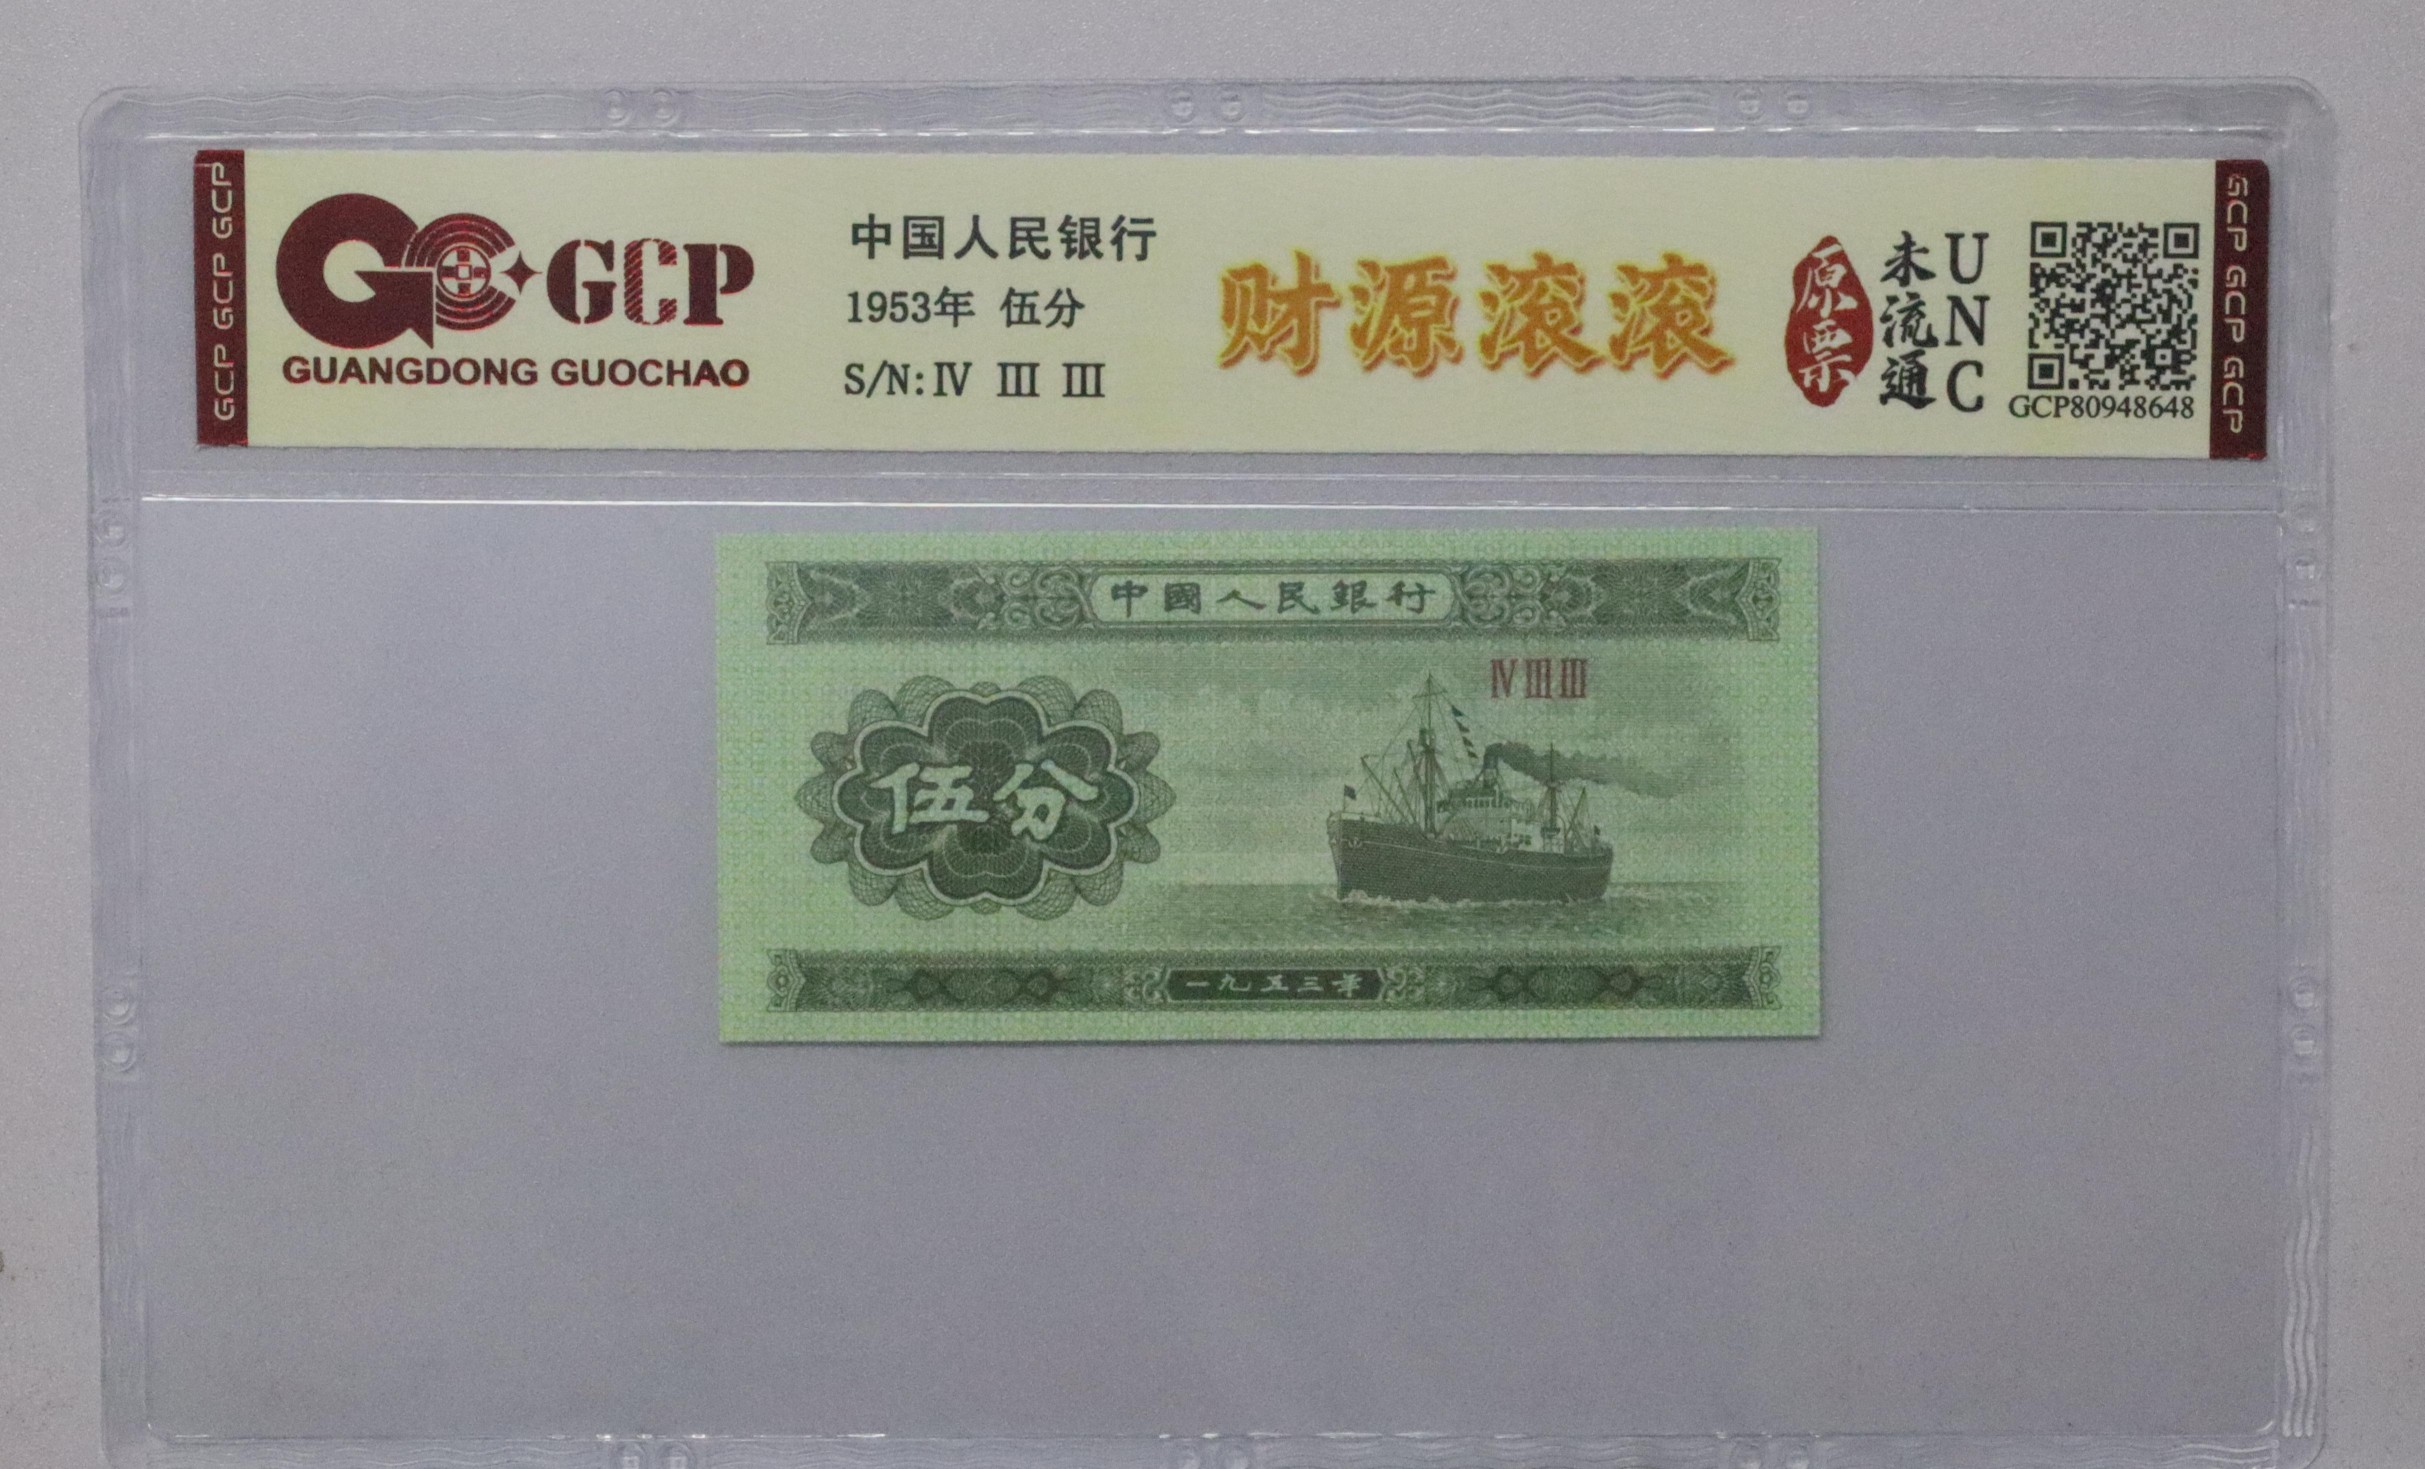 GCP GCP GCP
GCP
GUANGDONG GUOCHAO
中国人民银行
1953年 伍分
S/N: Ⅳ Ⅲ Ⅲ
财源滚滚
原票
未流通
UNC
GCP80948648
GCP GCP GCP
中國人民銀行
Ⅳ Ⅲ Ⅲ
伍分
一九五三年